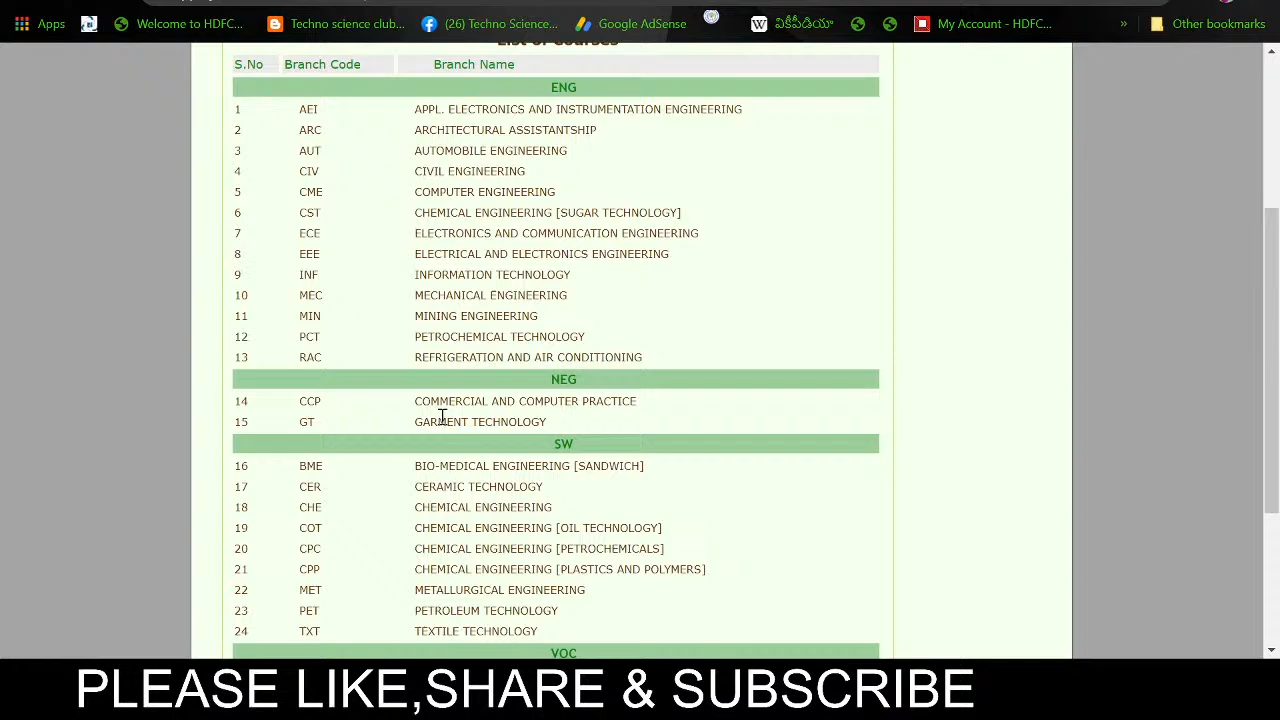 Apps Welcome to HDFC... Techno science club... (26) Techno Science... Google AdSense వికీపీడియా My Account - HDFC... » Other bookmarks
List of Courses
S.No Branch Code Branch Name
ENG
1 AEI APPL. ELECTRONICS AND INSTRUMENTATION ENGINEERING
2 ARC ARCHITECTURAL ASSISTANTSHIP
3 AUT AUTOMOBILE ENGINEERING
4 CIV CIVIL ENGINEERING
5 CME COMPUTER ENGINEERING
6 CST CHEMICAL ENGINEERING [SUGAR TECHNOLOGY]
7 ECE ELECTRONICS AND COMMUNICATION ENGINEERING
8 EEE ELECTRICAL AND ELECTRONICS ENGINEERING
9 INF INFORMATION TECHNOLOGY
10 MEC MECHANICAL ENGINEERING
11 MIN MINING ENGINEERING
12 PCT PETROCHEMICAL TECHNOLOGY
13 RAC REFRIGERATION AND AIR CONDITIONING
NEG
14 CCP COMMERCIAL AND COMPUTER PRACTICE
15 GT GARMENT TECHNOLOGY
SW
16 BME BIO-MEDICAL ENGINEERING [SANDWICH]
17 CER CERAMIC TECHNOLOGY
18 CHE CHEMICAL ENGINEERING
19 COT CHEMICAL ENGINEERING [OIL TECHNOLOGY]
20 CPC CHEMICAL ENGINEERING [PETROCHEMICALS]
21 CPP CHEMICAL ENGINEERING [PLASTICS AND POLYMERS]
22 MET METALLURGICAL ENGINEERING
23 PET PETROLEUM TECHNOLOGY
24 TXT TEXTILE TECHNOLOGY
VOC
PLEASE LIKE,SHARE & SUBSCRIBE